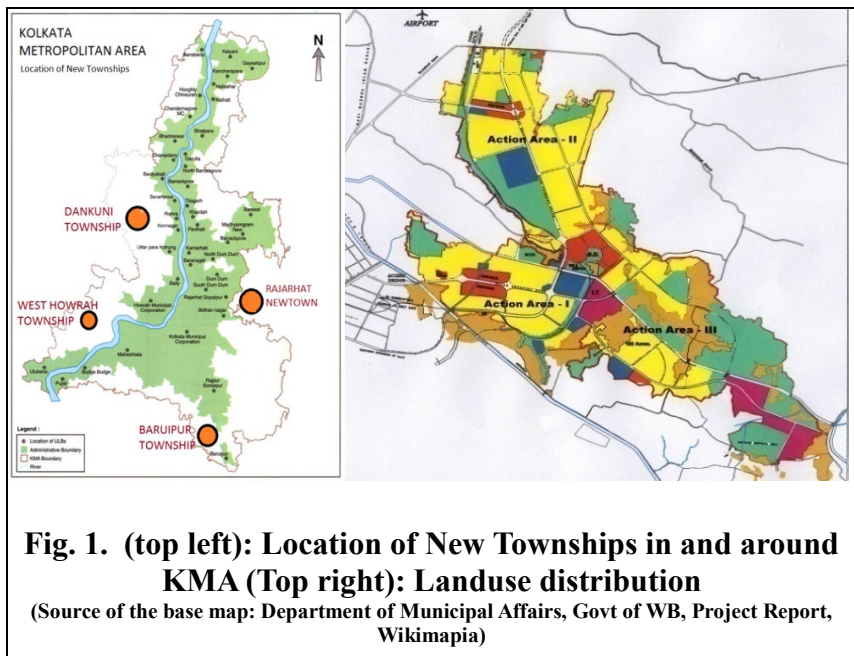 KOLKATA
METROPOLITAN AREA
Location of New Townships
N
Bansberia
Kalyani
Gayeshpur
Kancharapara
Hooghly
Chinsurah
Halisahar
Naihati
Chandernagore
MC
Bhatpara
Bhadreswar
Champdany
Garulia
North Barrackpore
Baidyabati
Barrackpore
Serampore
Titagarh
DANKUNI
TOWNSHIP
Rishra
Khardah
Barasat
Konnagar
Panihati
Madhyamgram
New
Barrackpore
Uttar para Kotrung
Kamarhati
North Dum Dum
Baranagar
Dum Dum
South Dum Dum
RAJARHAT
NEWTOWN
Bally
Rajarhat Gopalpur
WEST HOWRAH
TOWNSHIP
Howrah Municipal
Corporation
Bidhan nagar
Kolkata Municipal
Corporation
Maheshtala
Uluberia
Pujali
Budge Budge
Rajpur
Sonarpur
BARUIPUR
TOWNSHIP
Baruipur
Legend :
Location of ULBs
Administrative Boundary
KMA Boundary
River
AIRPORT
Action Area - II
Action Area - I
Action Area - III
Fig. 1. (top left): Location of New Townships in and around
KMA (Top right): Landuse distribution
(Source of the base map: Department of Municipal Affairs, Govt of WB, Project Report,
Wikimapia)